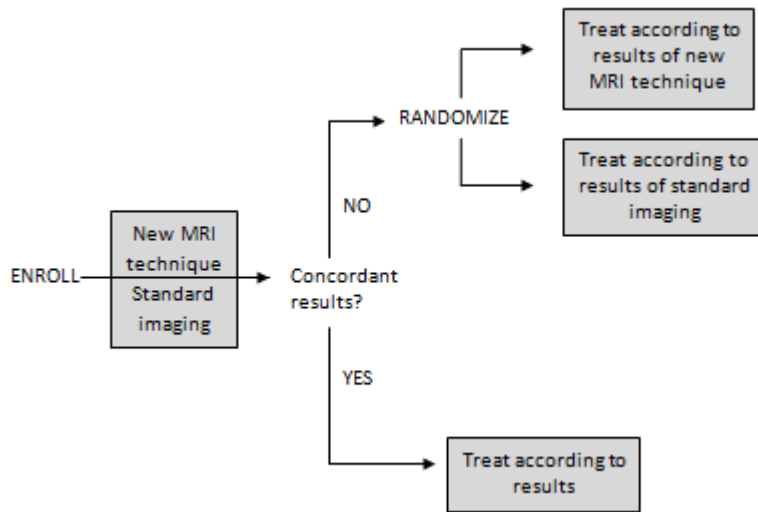 Treat according to
results of new
MRI technique
RANDOMIZE
Treat according to
results of standard
imaging
NO
New MRI
technique
Standard
imaging
ENROLL
Concordant
results?
YES
Treat according to
results